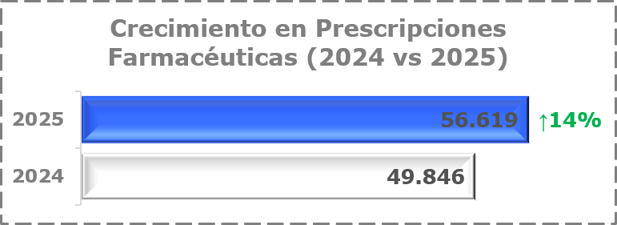 Crecimiento en Prescripciones
Farmacéuticas (2024 vs 2025)
2025 56.619 ↑14%
2024 49.846